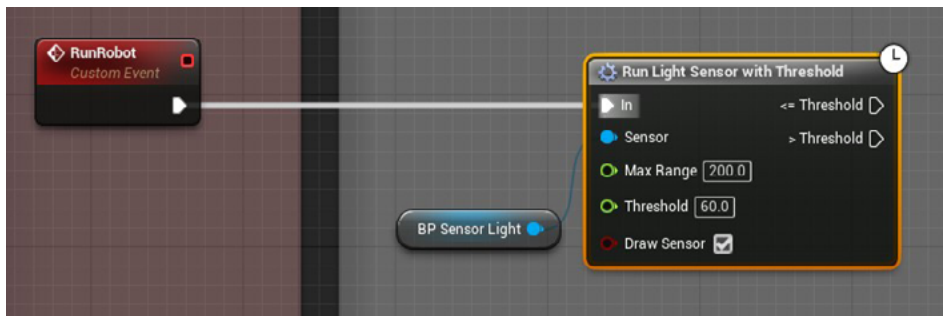 RunRobot
Custom Event
Run Light Sensor with Threshold
In
<= Threshold
Sensor
> Threshold
Max Range 200.0
Threshold 60.0
BP Sensor Light
Draw Sensor